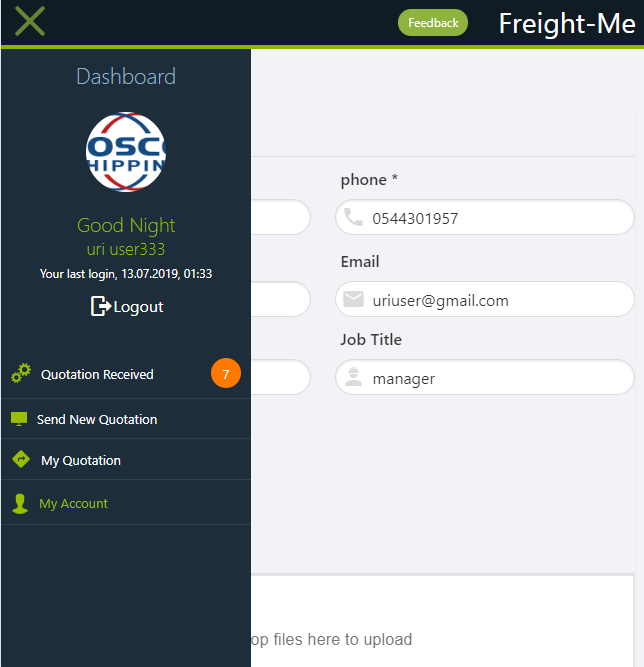 Feedback
Freight-Me
Dashboard
OSC
HIPPIN
Good Night
uri user333
Your last login, 13.07.2019, 01:33
Logout
Quotation Received 7
Send New Quotation
My Quotation
My Account
phone *
0544301957
Email
uriuser@gmail.com
Job Title
manager
op files here to upload